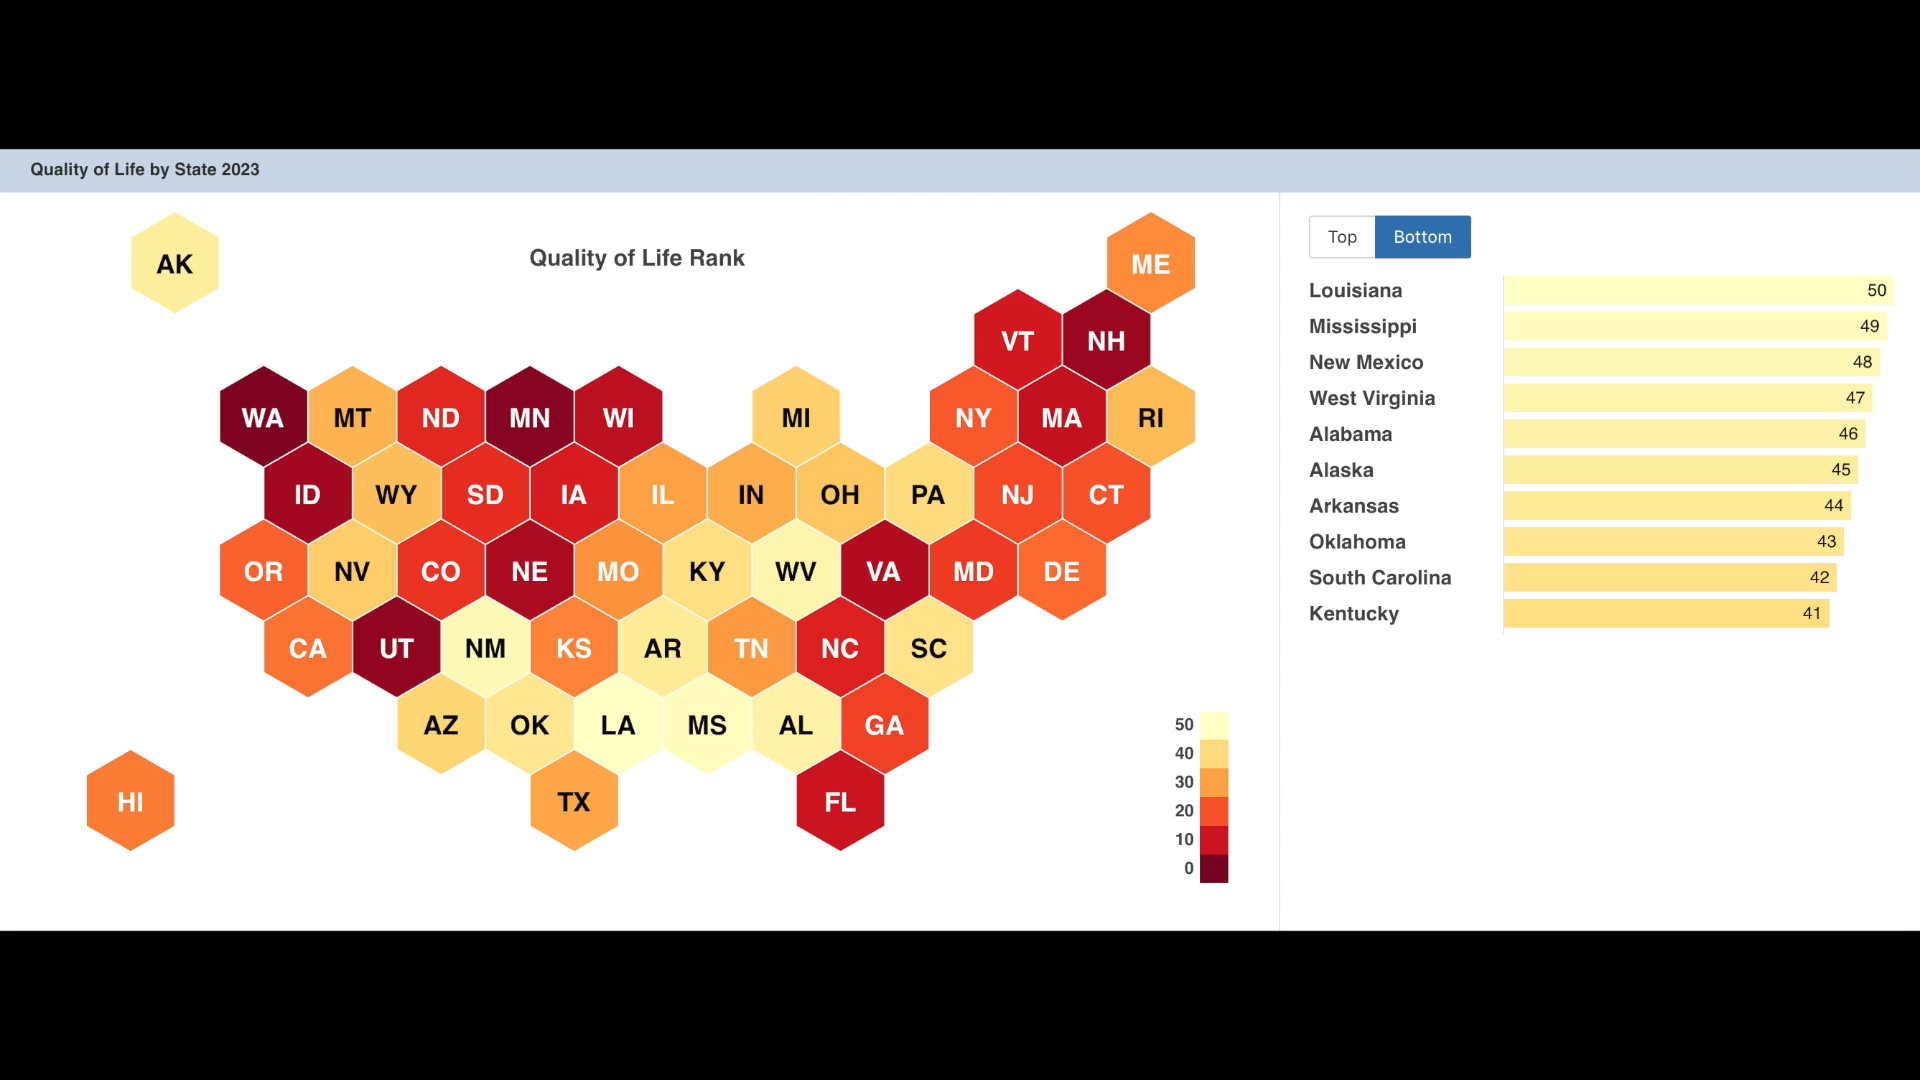 Quality of Life by State 2023
AK
Quality of Life Rank
ME
VT NH
WA MT ND MN WI MI NY MA RI
ID WY SD IA IL IN OH PA NJ CT
OR NV CO NE MO KY WV VA MD DE
CA UT NM KS AR TN NC SC
AZ OK LA MS AL GA
HI TX FL
50
40
30
20
10
0
Top Bottom
Louisiana 50
Mississippi 49
New Mexico 48
West Virginia 47
Alabama 46
Alaska 45
Arkansas 44
Oklahoma 43
South Carolina 42
Kentucky 41